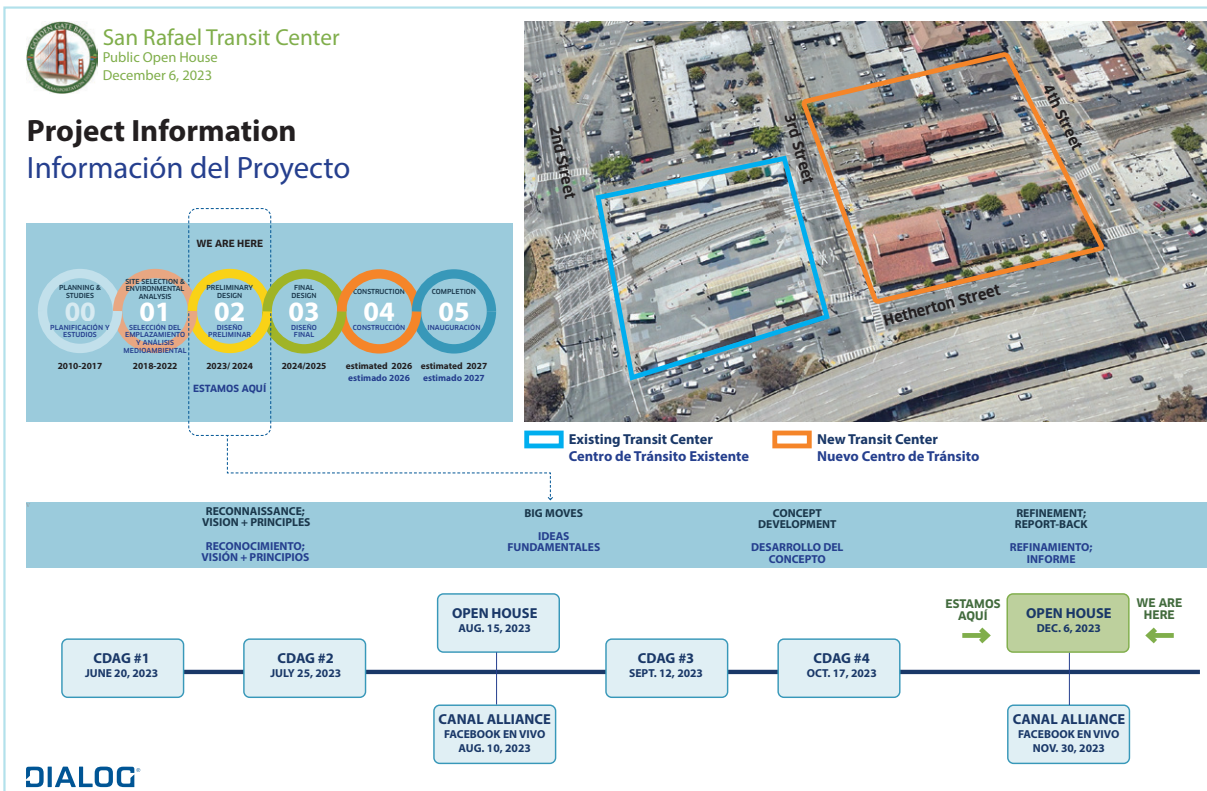 San Rafael Transit Center
Public Open House
December 6, 2023
Project Information
Información del Proyecto
WE ARE HERE
PLANNING &
STUDIES
00
PLANIFICACIÓN Y
ESTUDIOS
2010-2017
SITE SELECTION &
ENVIRONMENTAL
ANALYSIS
01
SELECCIÓN DEL
EMPLAZAMIENTO
Y ANÁLISIS
MEDIOAMBIENTAL
2018-2022
PRELIMINARY
DESIGN
02
DISEÑO
PRELIMINAR
2023/ 2024
ESTAMOS AQUÍ
FINAL
DESIGN
03
DISEÑO
FINAL
2024/2025
CONSTRUCTION
04
CONSTRUCCIÓN
estimated 2026
estimado 2026
COMPLETION
05
INAUGURACIÓN
estimated 2027
estimado 2027
2nd Street
3rd Street
4th Street
Hetherton Street
Existing Transit Center
Centro de Tránsito Existente
New Transit Center
Nuevo Centro de Tránsito
RECONNAISSANCE;
VISION + PRINCIPLES
RECONOCIMIENTO;
VISIÓN + PRINCIPIOS
BIG MOVES
IDEAS
FUNDAMENTALES
CONCEPT
DEVELOPMENT
DESARROLLO DEL
CONCEPTO
REFINEMENT;
REPORT-BACK
REFINAMIENTO;
INFORME
CDAG #1
JUNE 20, 2023
CDAG #2
JULY 25, 2023
OPEN HOUSE
AUG. 15, 2023
CANAL ALLIANCE
FACEBOOK EN VIVO
AUG. 10, 2023
CDAG #3
SEPT. 12, 2023
CDAG #4
OCT. 17, 2023
ESTAMOS
AQUÍ
OPEN HOUSE
DEC. 6, 2023
WE ARE
HERE
CANAL ALLIANCE
FACEBOOK EN VIVO
NOV. 30, 2023
DIALOG